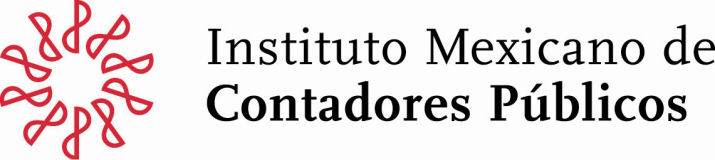 Instituto Mexicano de
Contadores Públicos